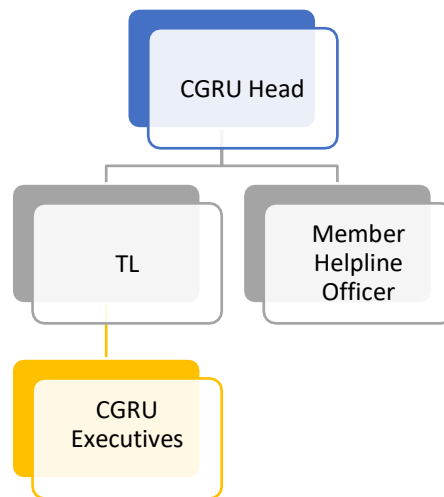 CGRU Head
TL
Member
Helpline
Officer
CGRU
Executives